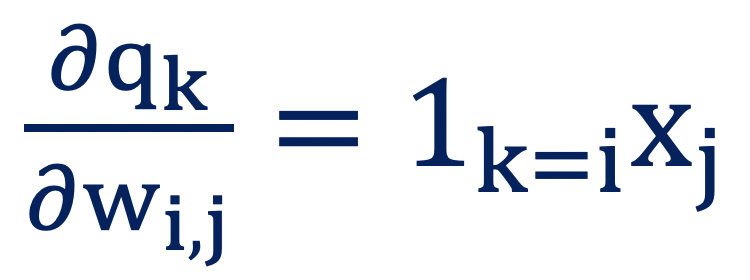 ∂q_k/∂w_{i,j} = 1_{k=i}x_j